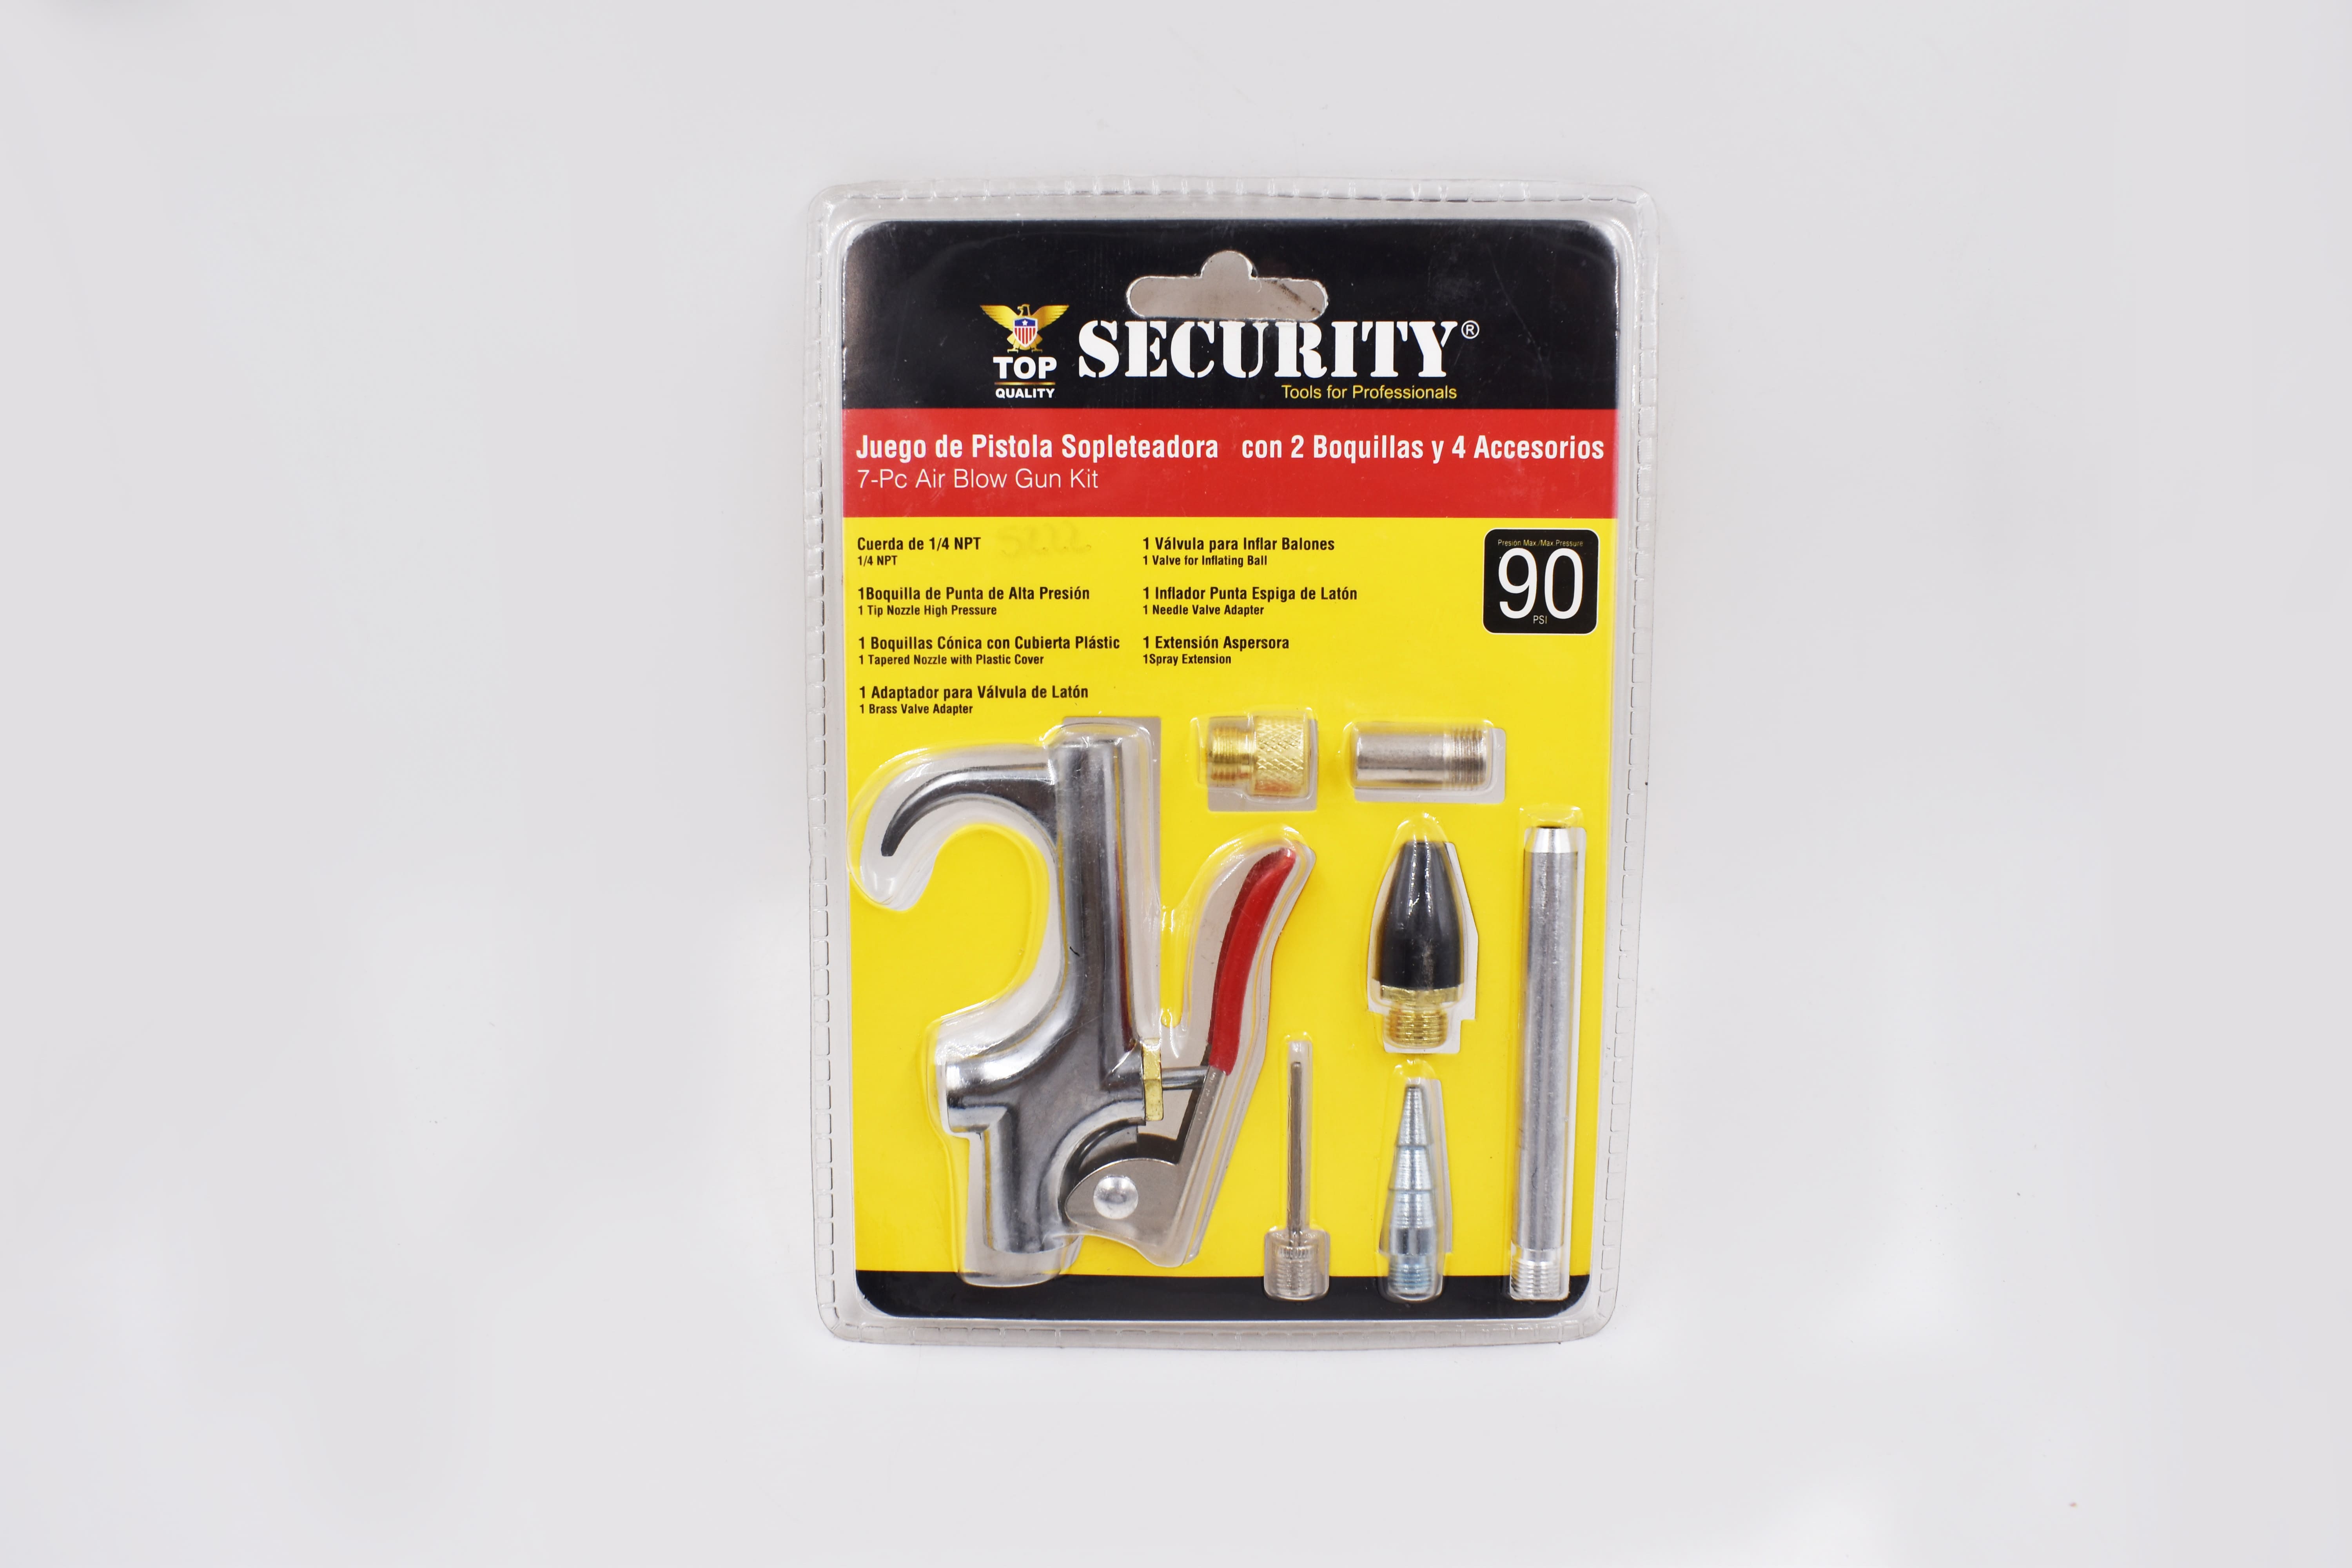 TOP
QUALITY
SECURITY®
Tools for Professionals
Juego de Pistola Sopleteadora con 2 Boquillas y 4 Accesorios
7-Pc Air Blow Gun Kit
Cuerda de 1/4 NPT
1/4 NPT
1Boquilla de Punta de Alta Presión
1 Tip Nozzle High Pressure
1 Boquillas Cónica con Cubierta Plástic
1 Tapered Nozzle with Plastic Cover
1 Adaptador para Válvula de Latón
1 Brass Valve Adapter
1 Válvula para Inflar Balones
1 Valve for Inflating Ball
1 Inflador Punta Espiga de Latón
1 Needle Valve Adapter
1 Extensión Aspersora
1Spray Extension
Presión Max./Max.Pressure
90
PSI